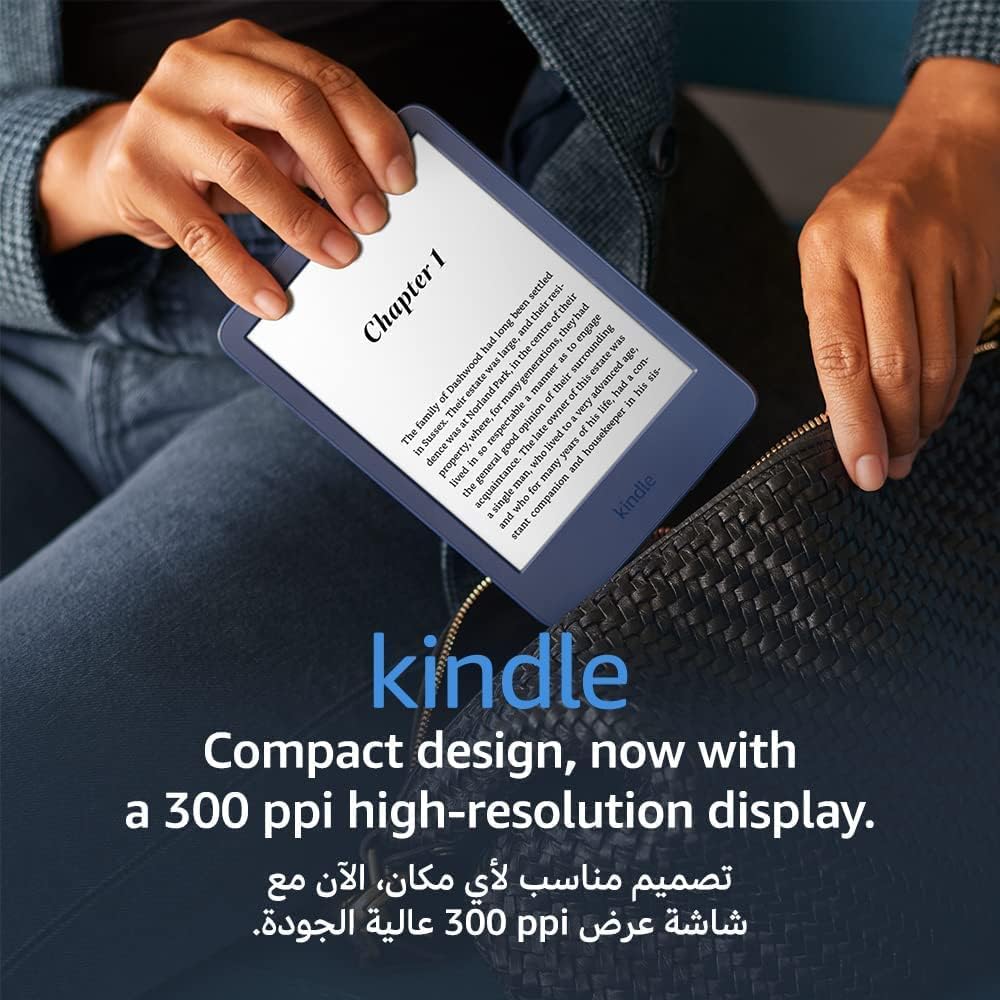 Chapter 1
The family of Dashwood had long been settled
in Sussex. Their estate was large, and their resi-
dence was at Norland Park, in the centre of their
property, where, for many generations, they had
lived in so respectable a manner as to engage
the general good opinion of their surrounding
acquaintance. The late owner of this estate was
a single man, who lived to a very advanced age,
and who for many years of his life, had a con-
stant companion and housekeeper in his sis-
kindle
kindle
Compact design, now with
a 300 ppi high-resolution display.
تصميم مناسب لأي مكان، الآن مع
شاشة عرض 300 ppi عالية الجودة.